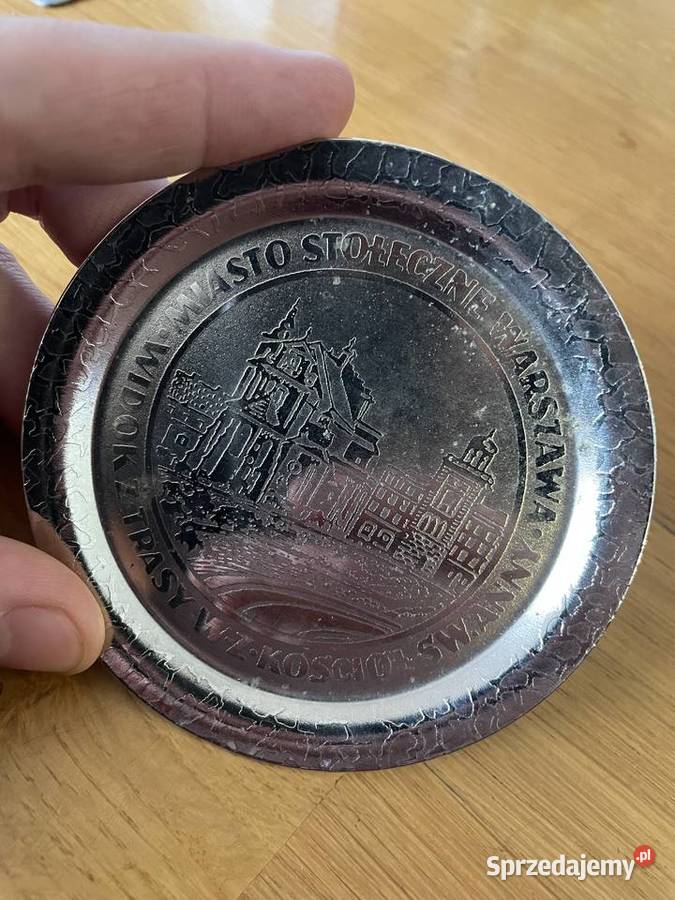 MIASTO STOŁECZNE WARSZAWA · WIDOK Z TRASY W-Z · KOŚCIÓŁ ŚW ANNY ·
Sprzedajemy.pl